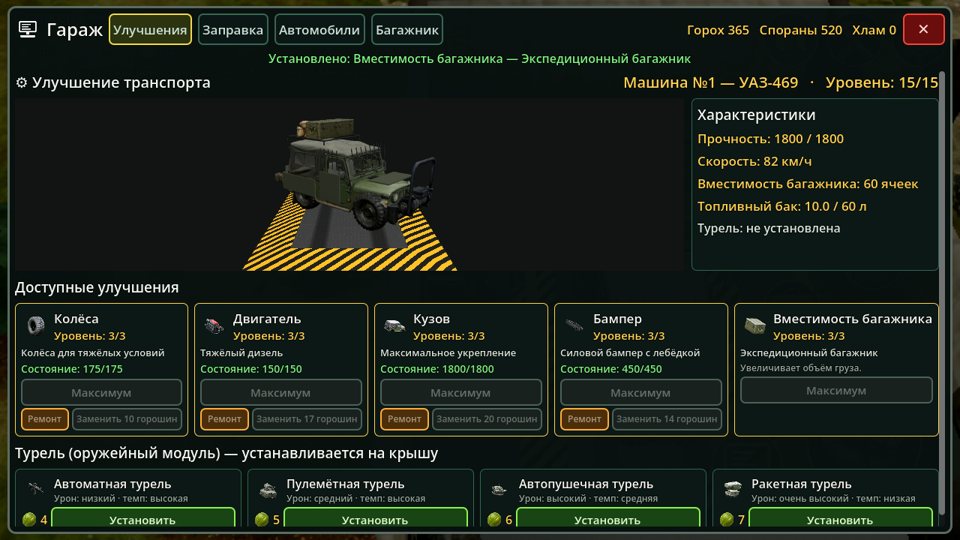 Гараж
Улучшения
Заправка
Автомобили
Багажник
Горох 365 Спораны 520 Хлам 0
✕
Установлено: Вместимость багажника — Экспедиционный багажник
⚙ Улучшение транспорта
Машина №1 — УАЗ-469 · Уровень: 15/15
Характеристики
Прочность: 1800 / 1800
Скорость: 82 км/ч
Вместимость багажника: 60 ячеек
Топливный бак: 10.0 / 60 л
Турель: не установлена
Доступные улучшения
Колёса
Уровень: 3/3
Колёса для тяжёлых условий
Состояние: 175/175
Максимум
Ремонт
Заменить 10 горошин
Двигатель
Уровень: 3/3
Тяжёлый дизель
Состояние: 150/150
Максимум
Ремонт
Заменить 17 горошин
Кузов
Уровень: 3/3
Максимальное укрепление
Состояние: 1800/1800
Максимум
Ремонт
Заменить 20 горошин
Бампер
Уровень: 3/3
Силовой бампер с лебёдкой
Состояние: 450/450
Максимум
Ремонт
Заменить 14 горошин
Вместимость багажника
Уровень: 3/3
Экспедиционный багажник
Увеличивает объём груза.
Максимум
Турель (оружейный модуль) — устанавливается на крышу
Автоматная турель
Урон: низкий · темп: высокая
4
Установить
Пулемётная турель
Урон: средний · темп: высокая
5
Установить
Автопушечная турель
Урон: высокий · темп: средняя
6
Установить
Ракетная турель
Урон: очень высокий · темп: низкая
7
Установить